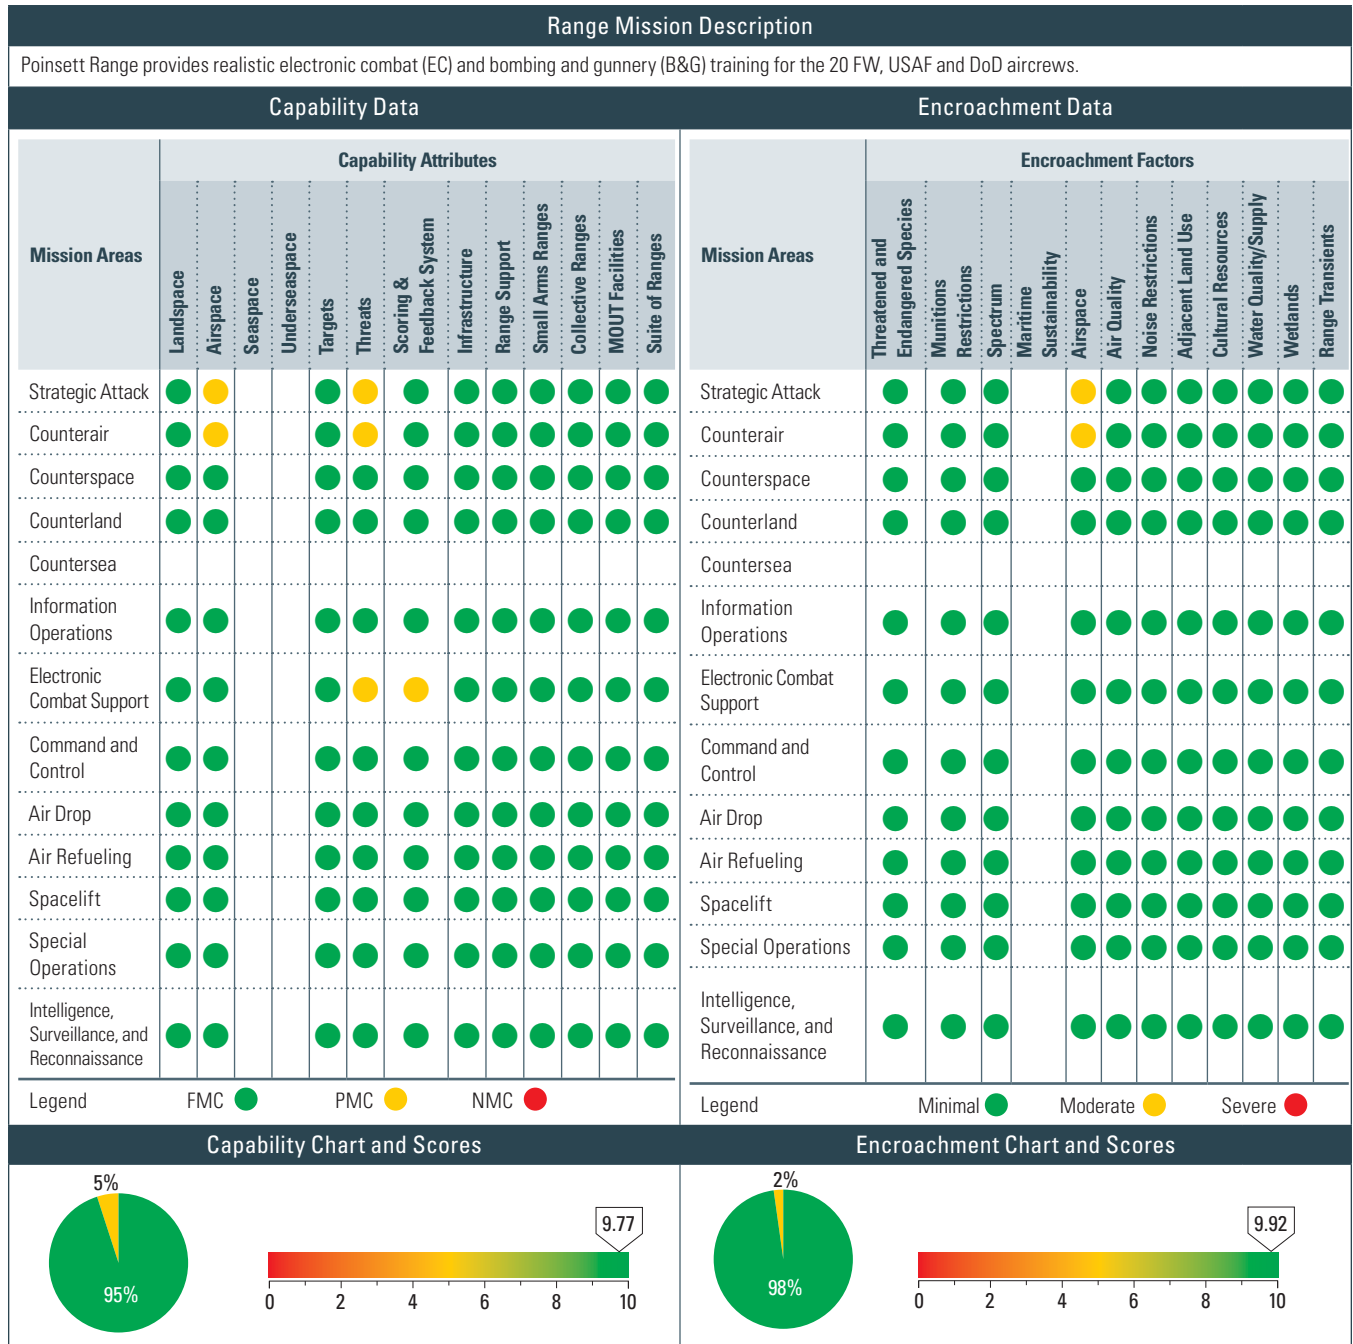 Range Mission Description
Poinsett Range provides realistic electronic combat (EC) and bombing and gunnery (B&G) training for the 20 FW, USAF and DoD aircrews.
Capability Data
Mission Areas
Capability Attributes
Landspace
Airspace
Seaspace
Underseaspace
Targets
Threats
Scoring &
Feedback System
Infrastructure
Range Support
Small Arms Ranges
Collective Ranges
MOUT Facilities
Suite of Ranges
Strategic Attack
Counterair
Counterspace
Counterland
Countersea
Information
Operations
Electronic
Combat Support
Command and
Control
Air Drop
Air Refueling
Spacelift
Special
Operations
Intelligence,
Surveillance, and
Reconnaissance
Legend FMC PMC NMC
Encroachment Data
Mission Areas
Encroachment Factors
Threatened and
Endangered Species
Munitions
Restrictions
Spectrum
Maritime
Sustainability
Airspace
Air Quality
Noise Restrictions
Adjacent Land Use
Cultural Resources
Water Quality/Supply
Wetlands
Range Transients
Strategic Attack
Counterair
Counterspace
Counterland
Countersea
Information
Operations
Electronic Combat
Support
Command and
Control
Air Drop
Air Refueling
Spacelift
Special Operations
Intelligence,
Surveillance, and
Reconnaissance
Legend Minimal Moderate Severe
Capability Chart and Scores
5%
95%
9.77
0 2 4 6 8 10
Encroachment Chart and Scores
2%
98%
9.92
0 2 4 6 8 10